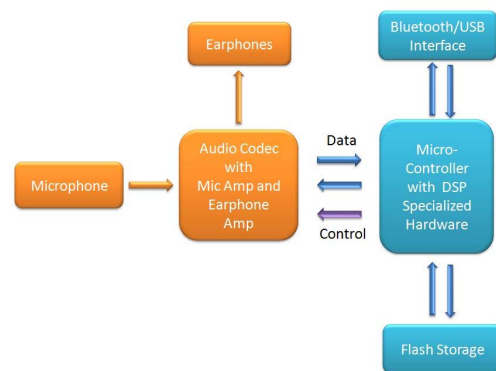 Earphones
Bluetooth/USB
Interface
Audio Codec
with
Mic Amp and
Earphone
Amp
Data
Control
Micro-
Controller
with DSP
Specialized
Hardware
Microphone
Flash Storage